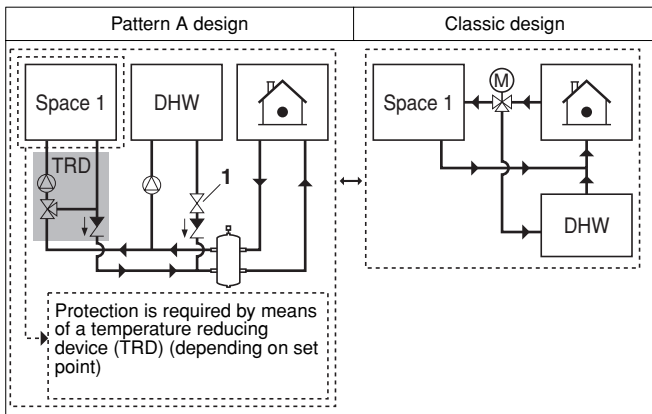 Pattern A design
Classic design
Space 1
DHW
TRD
1
Protection is required by means
of a temperature reducing
device (TRD) (depending on set
point)
M
Space 1
DHW